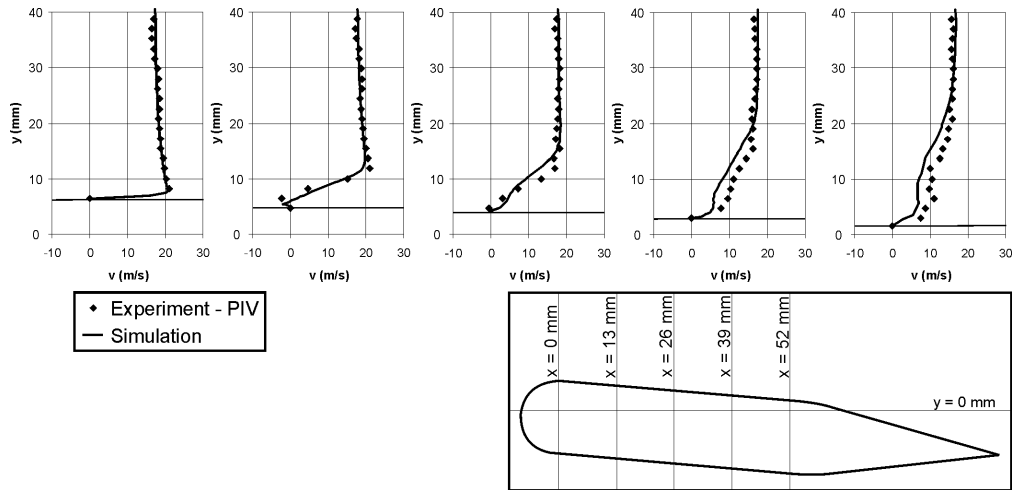 40
30
20
10
0
-10 0 10 20 30
y (mm)
v (m/s)
40
30
20
10
0
-10 0 10 20 30
y (mm)
v (m/s)
40
30
20
10
0
-10 0 10 20 30
y (mm)
v (m/s)
40
30
20
10
0
-10 0 10 20 30
y (mm)
v (m/s)
40
30
20
10
0
-10 0 10 20 30
y (mm)
v (m/s)
Experiment - PIV
Simulation
x = 0 mm
x = 13 mm
x = 26 mm
x = 39 mm
x = 52 mm
y = 0 mm